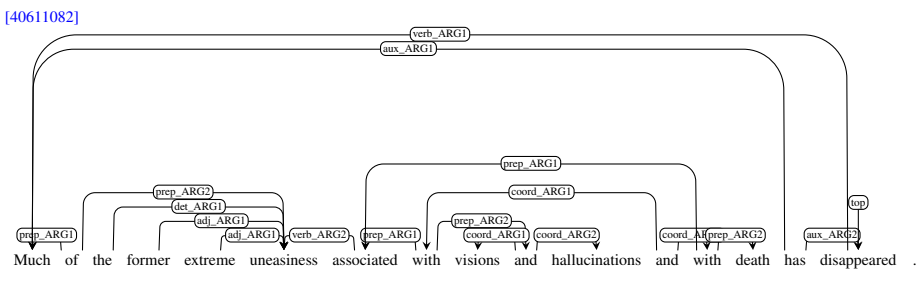 [40611082]
verb_ARG1
aux_ARG1
prep_ARG1
prep_ARG2 coord_ARG1
det_ARG1 top
adj_ARG1 prep_ARG2
prep_ARG1 adj_ARG1 verb_ARG2 prep_ARG1 coord_ARG1 coord_ARG2 prep_ARG2 aux_ARG2
Much of the former extreme uneasiness associated with visions and hallucinations and with death has disappeared .